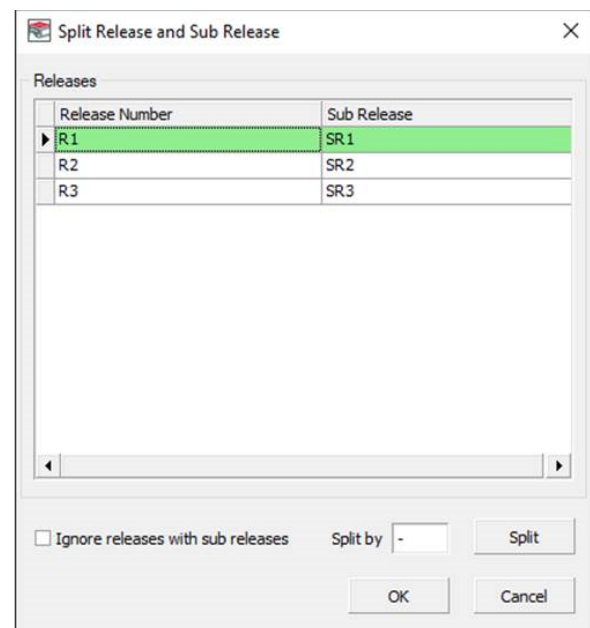 Split Release and Sub Release
Releases
Release Number Sub Release
R1 SR1
R2 SR2
R3 SR3
Ignore releases with sub releases Split by - Split
OK Cancel